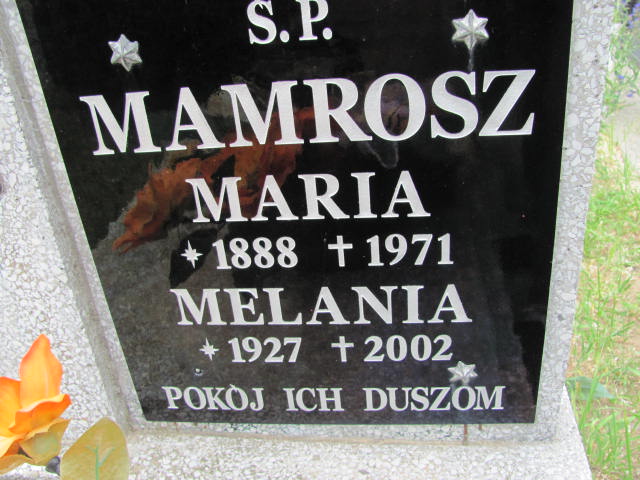 Ś.P.
MAMROSZ
MARIA
* 1888 † 1971
MELANIA
* 1927 † 2002
POKÓJ ICH DUSZOM